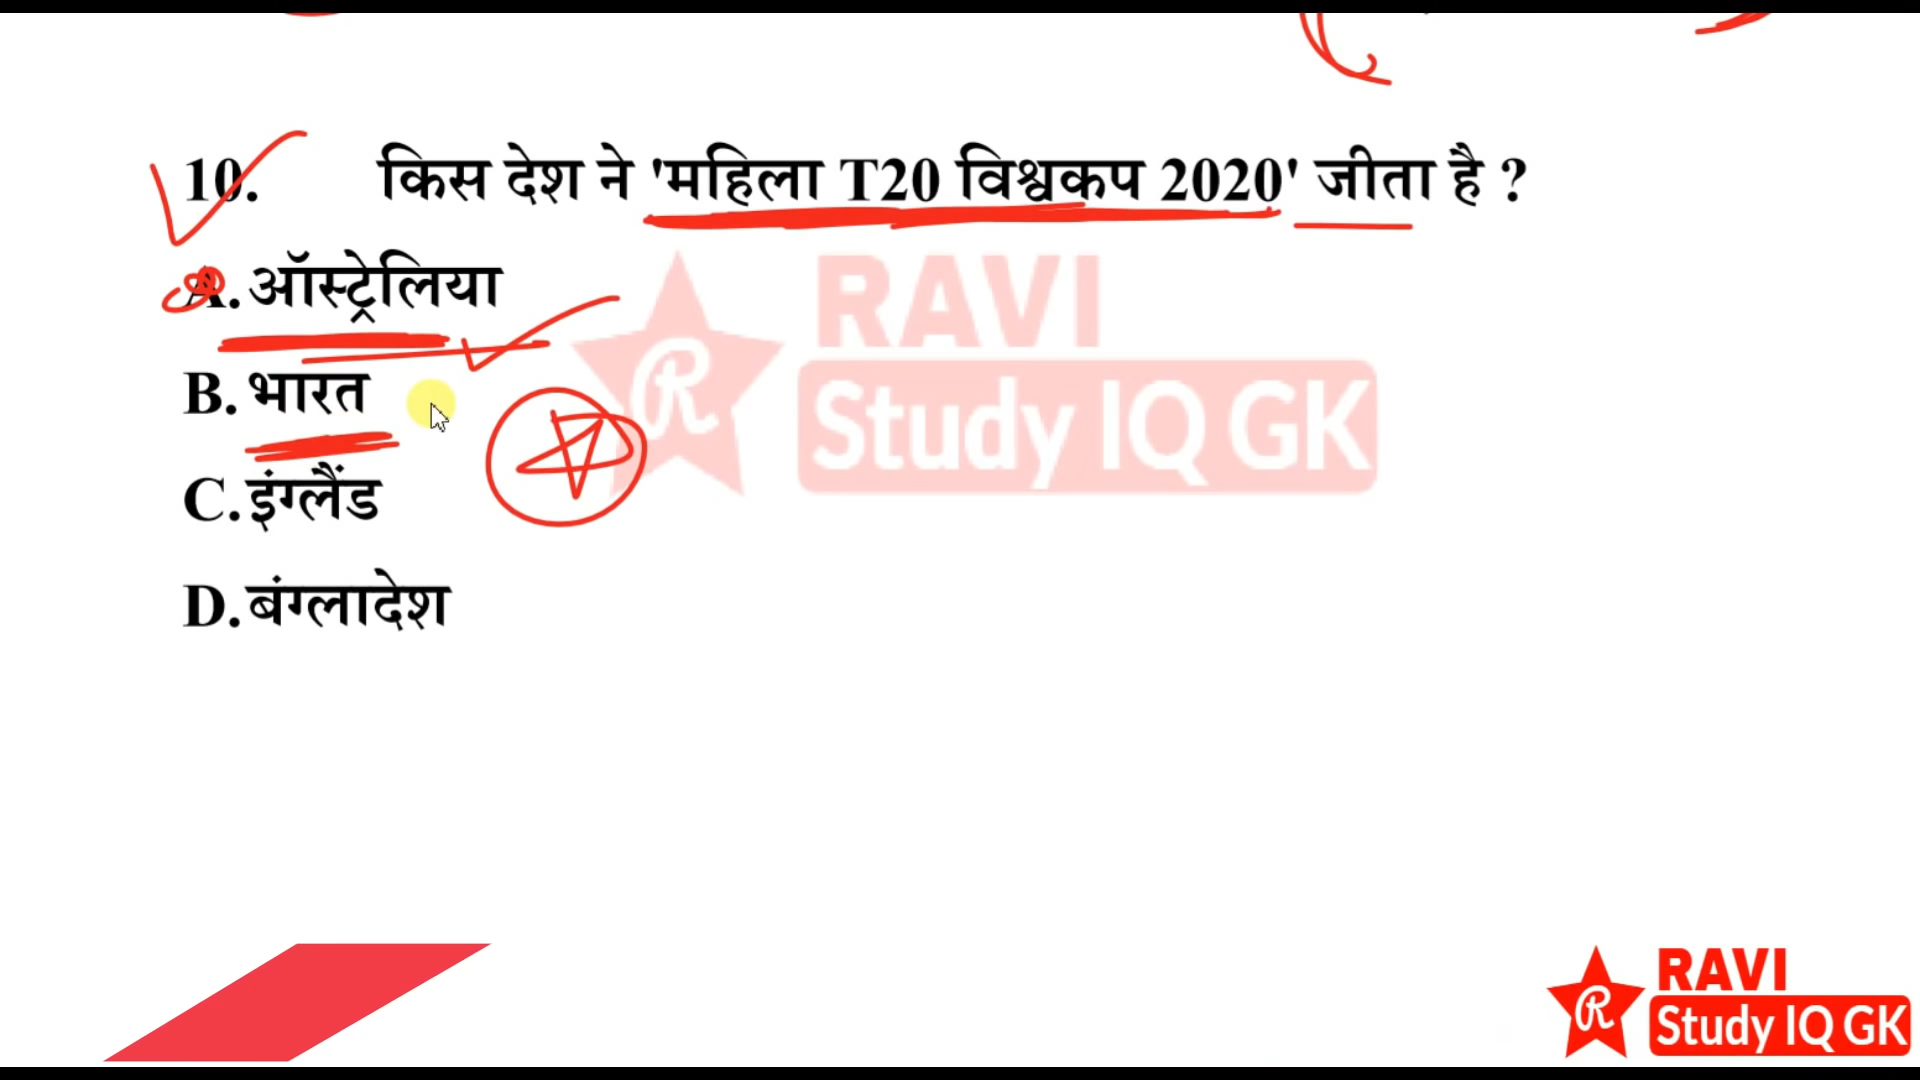 10. किस देश ने 'महिला T20 विश्वकप 2020' जीता है ?
A. ऑस्ट्रेलिया
B. भारत
C. इंग्लैंड
D. बंग्लादेश
RAVI
Study IQ GK
R
RAVI
Study IQ GK
R